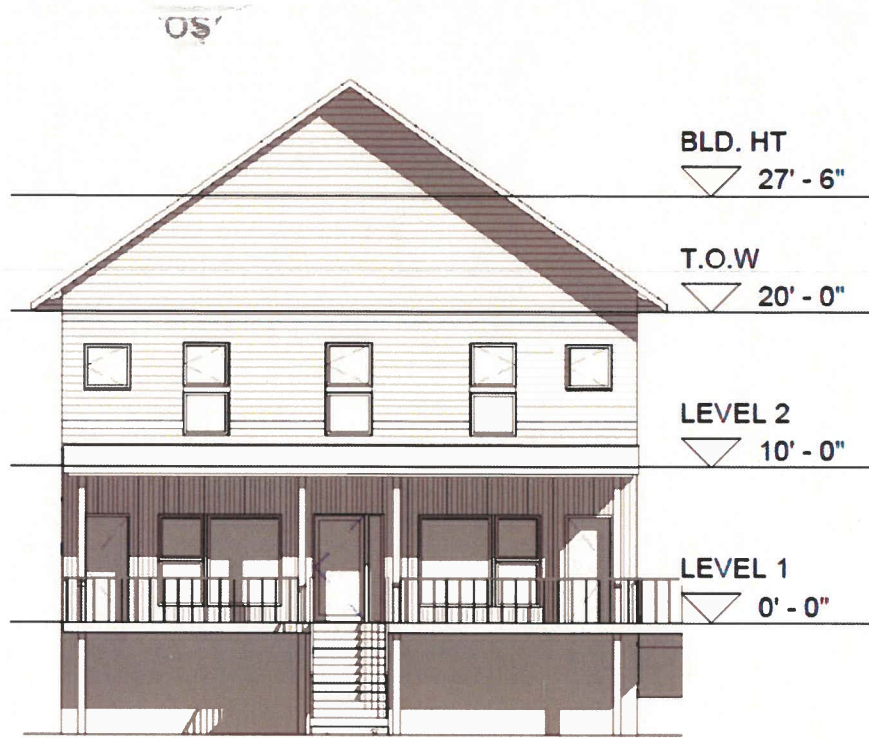 BLD. HT
27' - 6"
T.O.W
20' - 0"
LEVEL 2
10' - 0"
LEVEL 1
0' - 0"